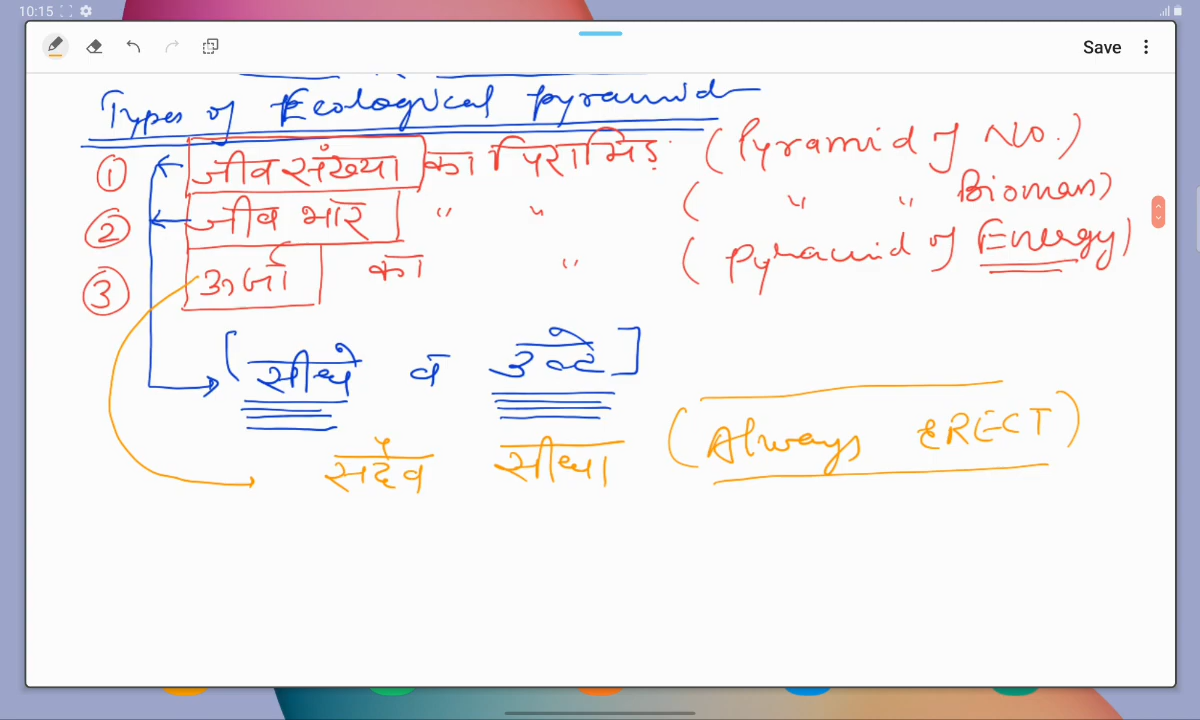 10:15
Save
Types of Ecological pyramid
① जीव संख्या का पिरामिड (Pyramid of No.)
② जीव भार " " ( " " Biomass)
③ ऊर्जा का " (Pyramid of Energy)
[सीधे व उल्टे]
सदैव सीधा (Always ERECT)